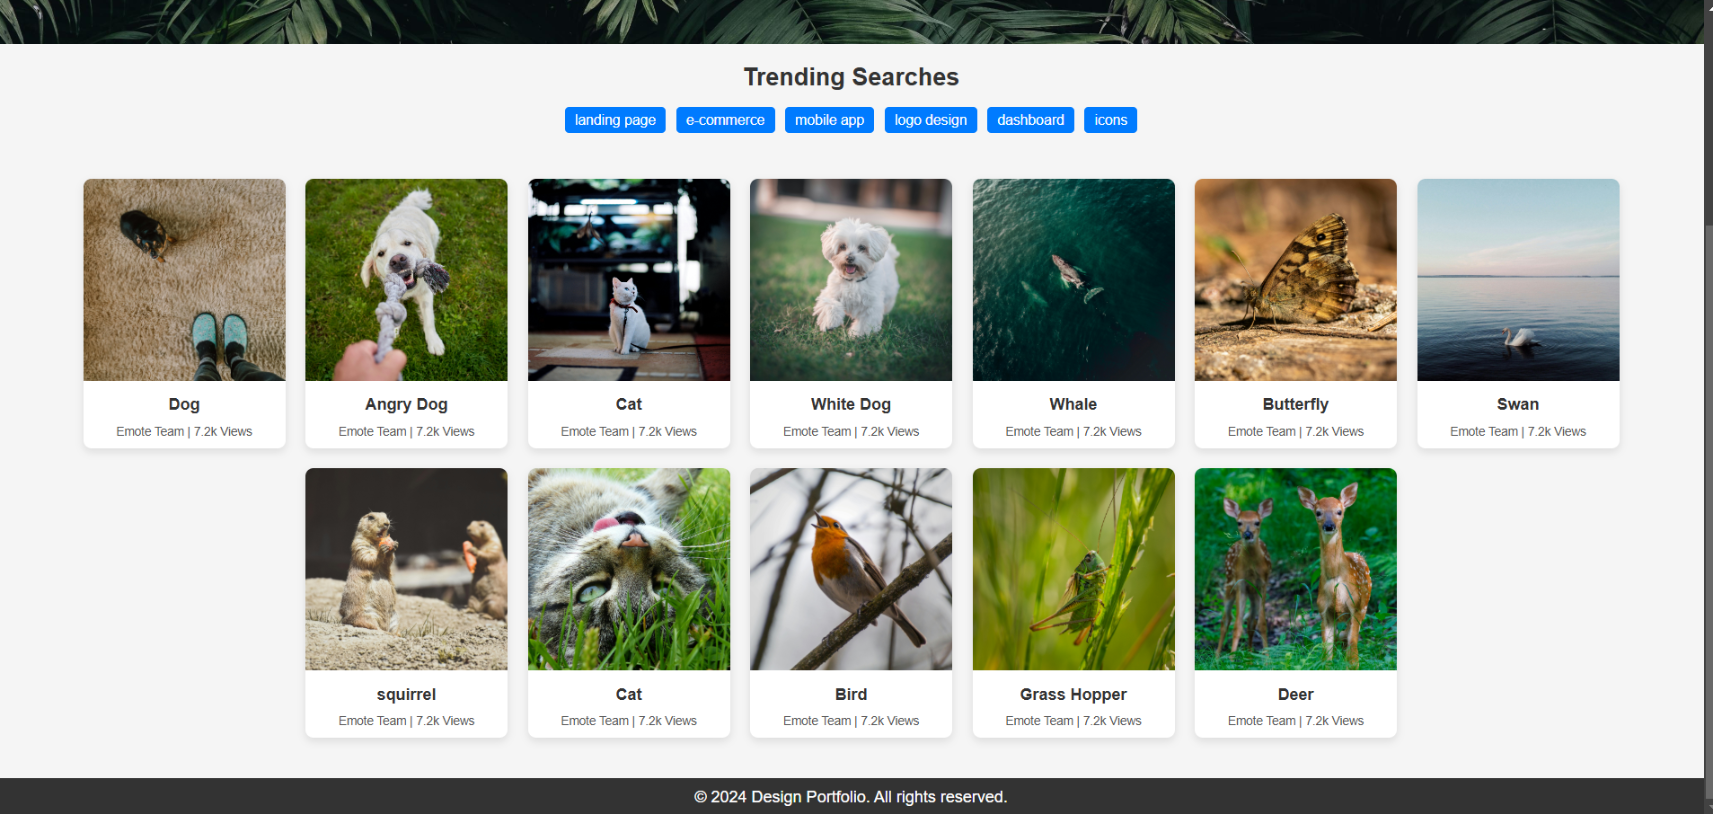 Trending Searches
landing page
e-commerce
mobile app
logo design
dashboard
icons
Dog
Emote Team | 7.2k Views
Angry Dog
Emote Team | 7.2k Views
Cat
Emote Team | 7.2k Views
White Dog
Emote Team | 7.2k Views
Whale
Emote Team | 7.2k Views
Butterfly
Emote Team | 7.2k Views
Swan
Emote Team | 7.2k Views
squirrel
Emote Team | 7.2k Views
Cat
Emote Team | 7.2k Views
Bird
Emote Team | 7.2k Views
Grass Hopper
Emote Team | 7.2k Views
Deer
Emote Team | 7.2k Views
© 2024 Design Portfolio. All rights reserved.